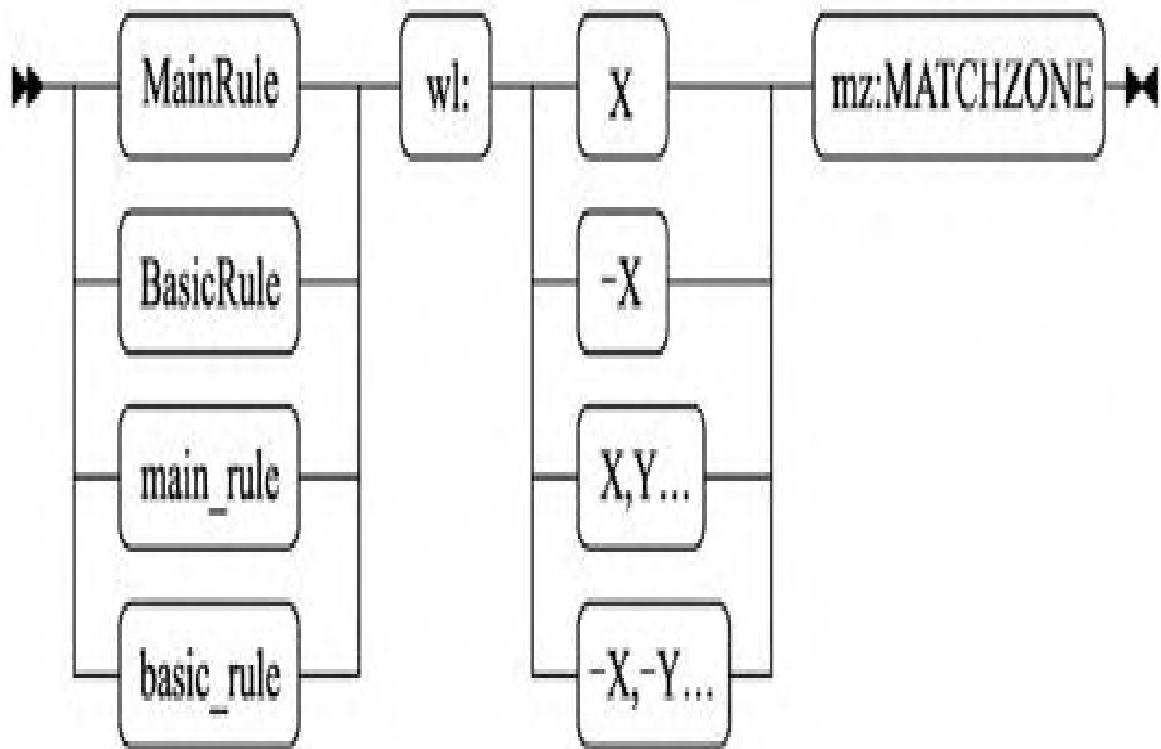 MainRule wl: X mz:MATCHZONE
BasicRule -X
main_rule X,Y...
basic_rule -X,-Y...